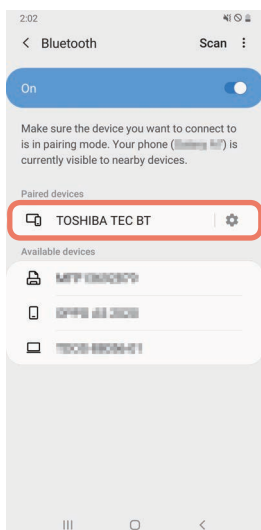 2:02
Bluetooth Scan
On
Make sure the device you want to connect to
is in pairing mode. Your phone ( ) is
currently visible to nearby devices.
Paired devices
TOSHIBA TEC BT
Available devices